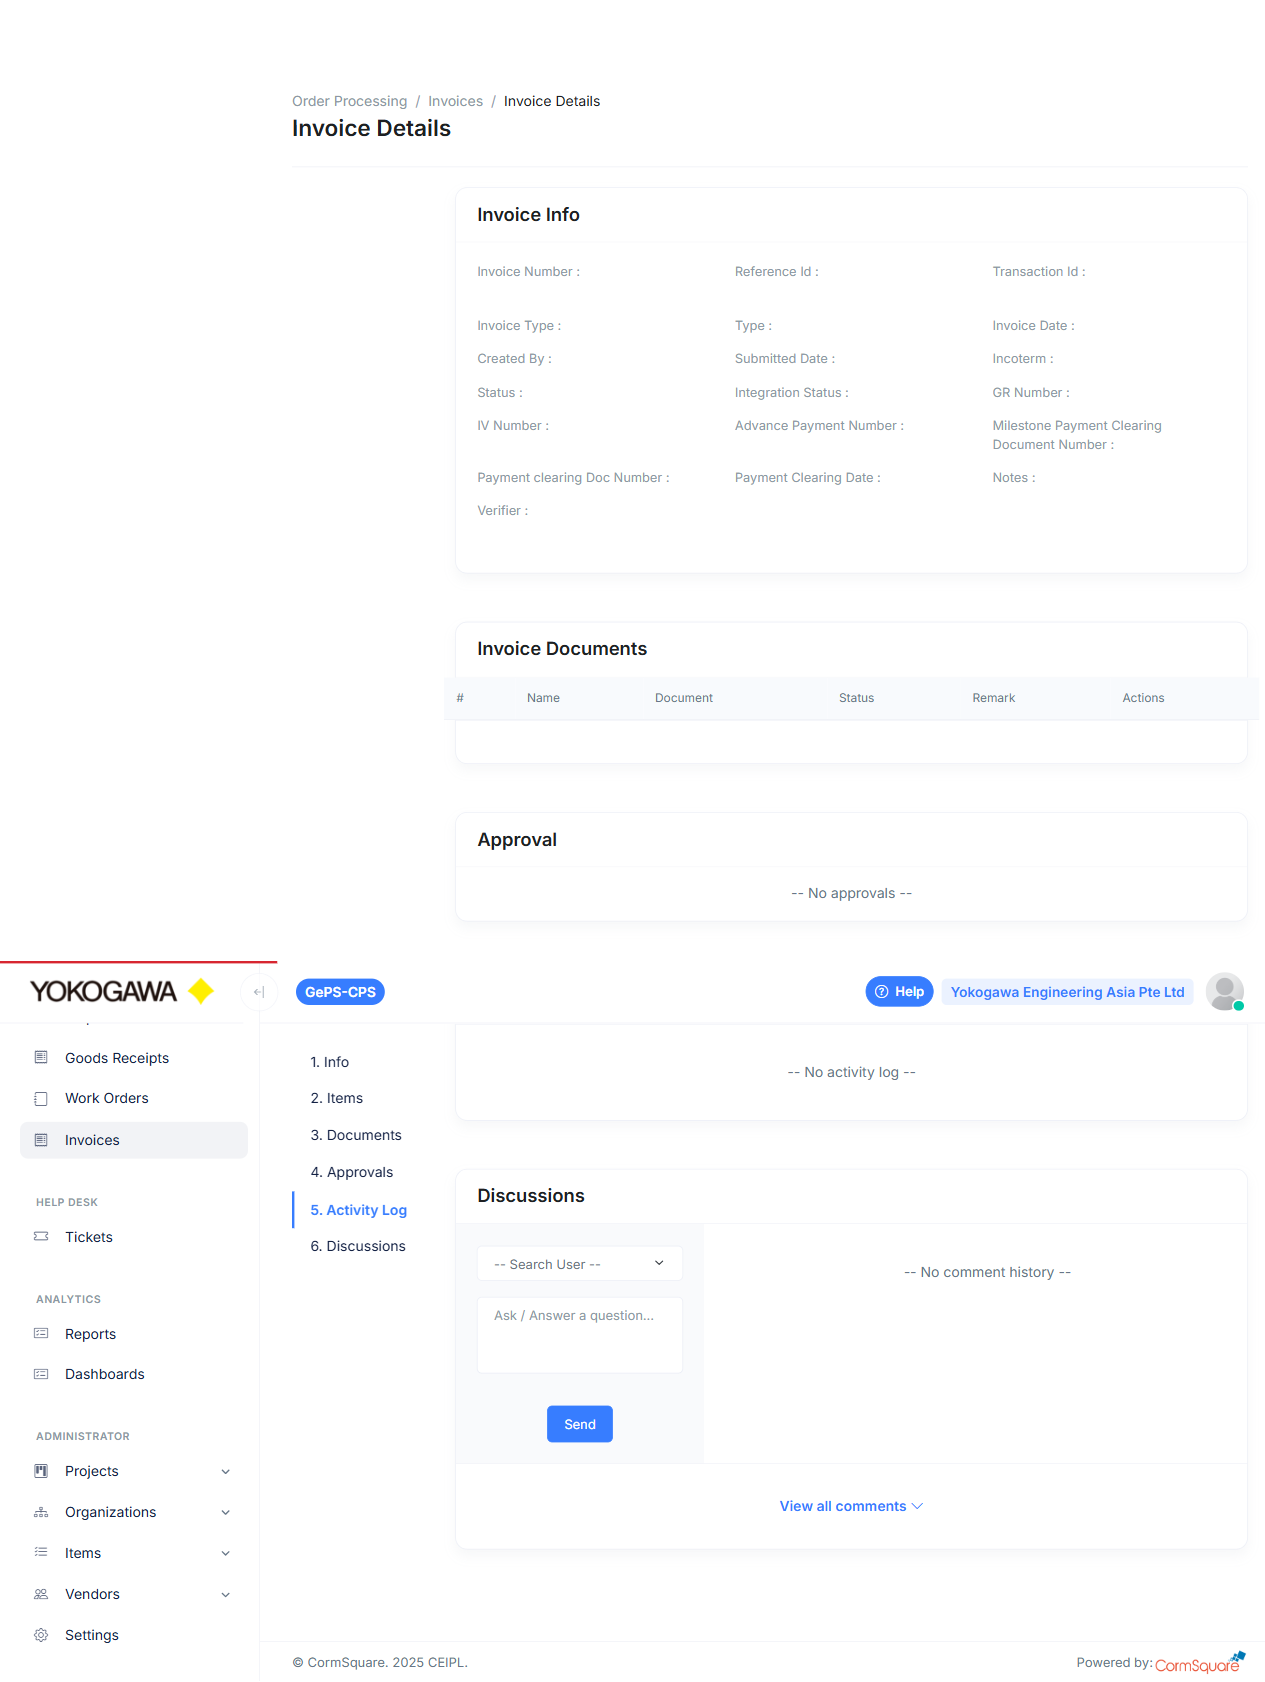 Order Processing / Invoices / Invoice Details
Invoice Details
Invoice Info
Invoice Number :
Reference Id :
Transaction Id :
Invoice Type :
Type :
Invoice Date :
Created By :
Submitted Date :
Incoterm :
Status :
Integration Status :
GR Number :
IV Number :
Advance Payment Number :
Milestone Payment Clearing
Document Number :
Payment clearing Doc Number :
Payment Clearing Date :
Notes :
Verifier :
Invoice Documents
# Name Document Status Remark Actions
Approval
-- No approvals --
YOKOGAWA
GePS-CPS
Help
Yokogawa Engineering Asia Pte Ltd
Goods Receipts
Work Orders
Invoices
HELP DESK
Tickets
ANALYTICS
Reports
Dashboards
ADMINISTRATOR
Projects
Organizations
Items
Vendors
Settings
1. Info
2. Items
3. Documents
4. Approvals
5. Activity Log
6. Discussions
-- No activity log --
Discussions
-- Search User --
Ask / Answer a question...
Send
-- No comment history --
View all comments
© CormSquare. 2025 CEIPL.
Powered by: CormSquare